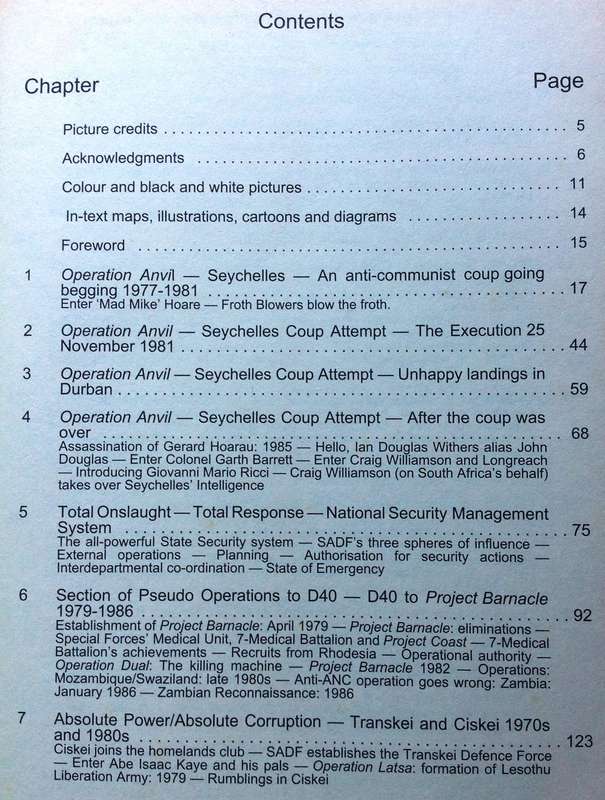 Contents
Chapter Page
Picture credits . . . . . . . . . . . . . . . . . . . . . . . . . . . . . . . . . . . . . . . . . . 5
Acknowledgments . . . . . . . . . . . . . . . . . . . . . . . . . . . . . . . . . . . . . . 6
Colour and black and white pictures . . . . . . . . . . . . . . . . . . . . . . . . . . 11
In-text maps, illustrations, cartoons and diagrams . . . . . . . . . . . . . . . . 14
Foreword . . . . . . . . . . . . . . . . . . . . . . . . . . . . . . . . . . . . . . . . . . . . 15
1 Operation Anvil — Seychelles — An anti-communist coup going
begging 1977-1981 . . . . . . . . . . . . . . . . . . . . . . . . . . . . . . . . . . . . . 17
Enter 'Mad Mike' Hoare — Froth Blowers blow the froth.
2 Operation Anvil — Seychelles Coup Attempt — The Execution 25
November 1981 . . . . . . . . . . . . . . . . . . . . . . . . . . . . . . . . . . . . . . . . 44
3 Operation Anvil — Seychelles Coup Attempt — Unhappy landings in
Durban . . . . . . . . . . . . . . . . . . . . . . . . . . . . . . . . . . . . . . . . . . . . . . 59
4 Operation Anvil — Seychelles Coup Attempt — After the coup was
over . . . . . . . . . . . . . . . . . . . . . . . . . . . . . . . . . . . . . . . . . . . . . . . . 68
Assassination of Gerard Hoarau: 1985 — Hello, Ian Douglas Withers alias John
Douglas — Enter Colonel Garth Barrett — Enter Craig Williamson and Longreach
— Introducing Giovanni Mario Ricci — Craig Williamson (on South Africa's behalf)
takes over Seychelles' Intelligence
5 Total Onslaught — Total Response — National Security Management
System . . . . . . . . . . . . . . . . . . . . . . . . . . . . . . . . . . . . . . . . . . . . . . 75
The all-powerful State Security system — SADF's three spheres of influence —
External operations — Planning — Authorisation for security actions —
Interdepartmental co-ordination — State of Emergency
6 Section of Pseudo Operations to D40 — D40 to Project Barnacle
1979-1986 . . . . . . . . . . . . . . . . . . . . . . . . . . . . . . . . . . . . . . . . . . . . 92
Establishment of Project Barnacle: April 1979 — Project Barnacle: eliminations —
Special Forces' Medical Unit, 7-Medical Battalion and Project Coast — 7-Medical
Battalion's achievements — Recruits from Rhodesia — Operational authority —
Operation Dual: The killing machine — Project Barnacle 1982 — Operations:
Mozambique/Swaziland: late 1980s — Anti-ANC operation goes wrong: Zambia:
January 1986 — Zambian Reconnaissance: 1986
7 Absolute Power/Absolute Corruption — Transkei and Ciskei 1970s
and 1980s . . . . . . . . . . . . . . . . . . . . . . . . . . . . . . . . . . . . . . . . . . . 123
Ciskei joins the homelands club — SADF establishes the Transkei Defence Force
— Enter Abe Isaac Kaye and his pals — Operation Latsa: formation of Lesothu
Liberation Army: 1979 — Rumblings in Ciskei